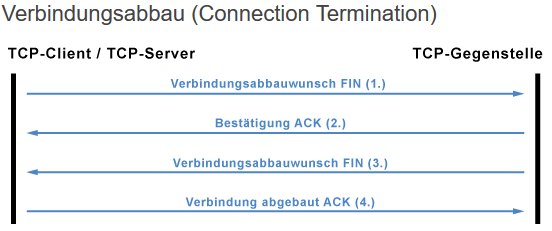 Verbindungsabbau (Connection Termination)
TCP-Client / TCP-Server TCP-Gegenstelle
Verbindungsabbauwunsch FIN (1.)
Bestätigung ACK (2.)
Verbindungsabbauwunsch FIN (3.)
Verbindung abgebaut ACK (4.)